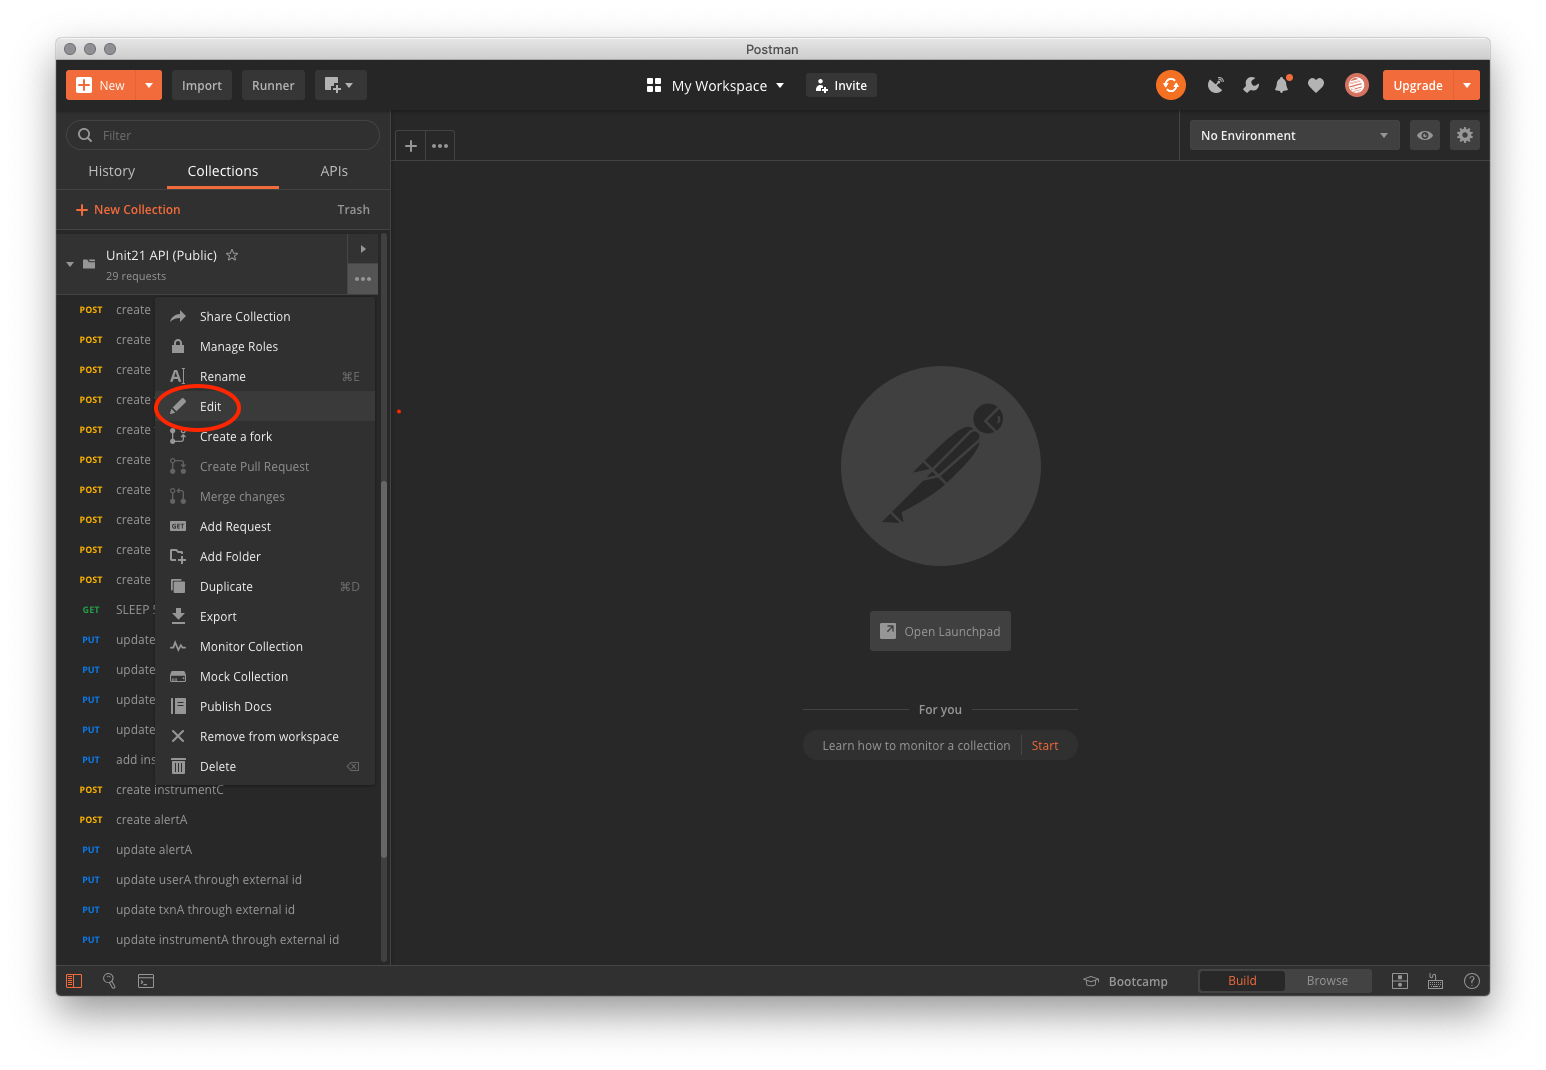 Postman
New
Import
Runner
My Workspace
Invite
Upgrade
Filter
No Environment
History
Collections
APIs
New Collection
Trash
Unit21 API (Public)
29 requests
POST create
Share Collection
POST create
Manage Roles
POST create
Rename ⌘E
POST create
Edit
POST create
Create a fork
POST create
Create Pull Request
POST create
Merge changes
POST create
GET Add Request
POST create
Add Folder
POST create
Duplicate ⌘D
GET SLEEP
Export
PUT update
Monitor Collection
PUT update
Mock Collection
PUT update
Publish Docs
PUT update
Remove from workspace
PUT add ins
Delete
POST create instrumentC
POST create alertA
PUT update alertA
PUT update userA through external id
PUT update txnA through external id
PUT update instrumentA through external id
Open Launchpad
For you
Learn how to monitor a collection
Start
Bootcamp
Build
Browse